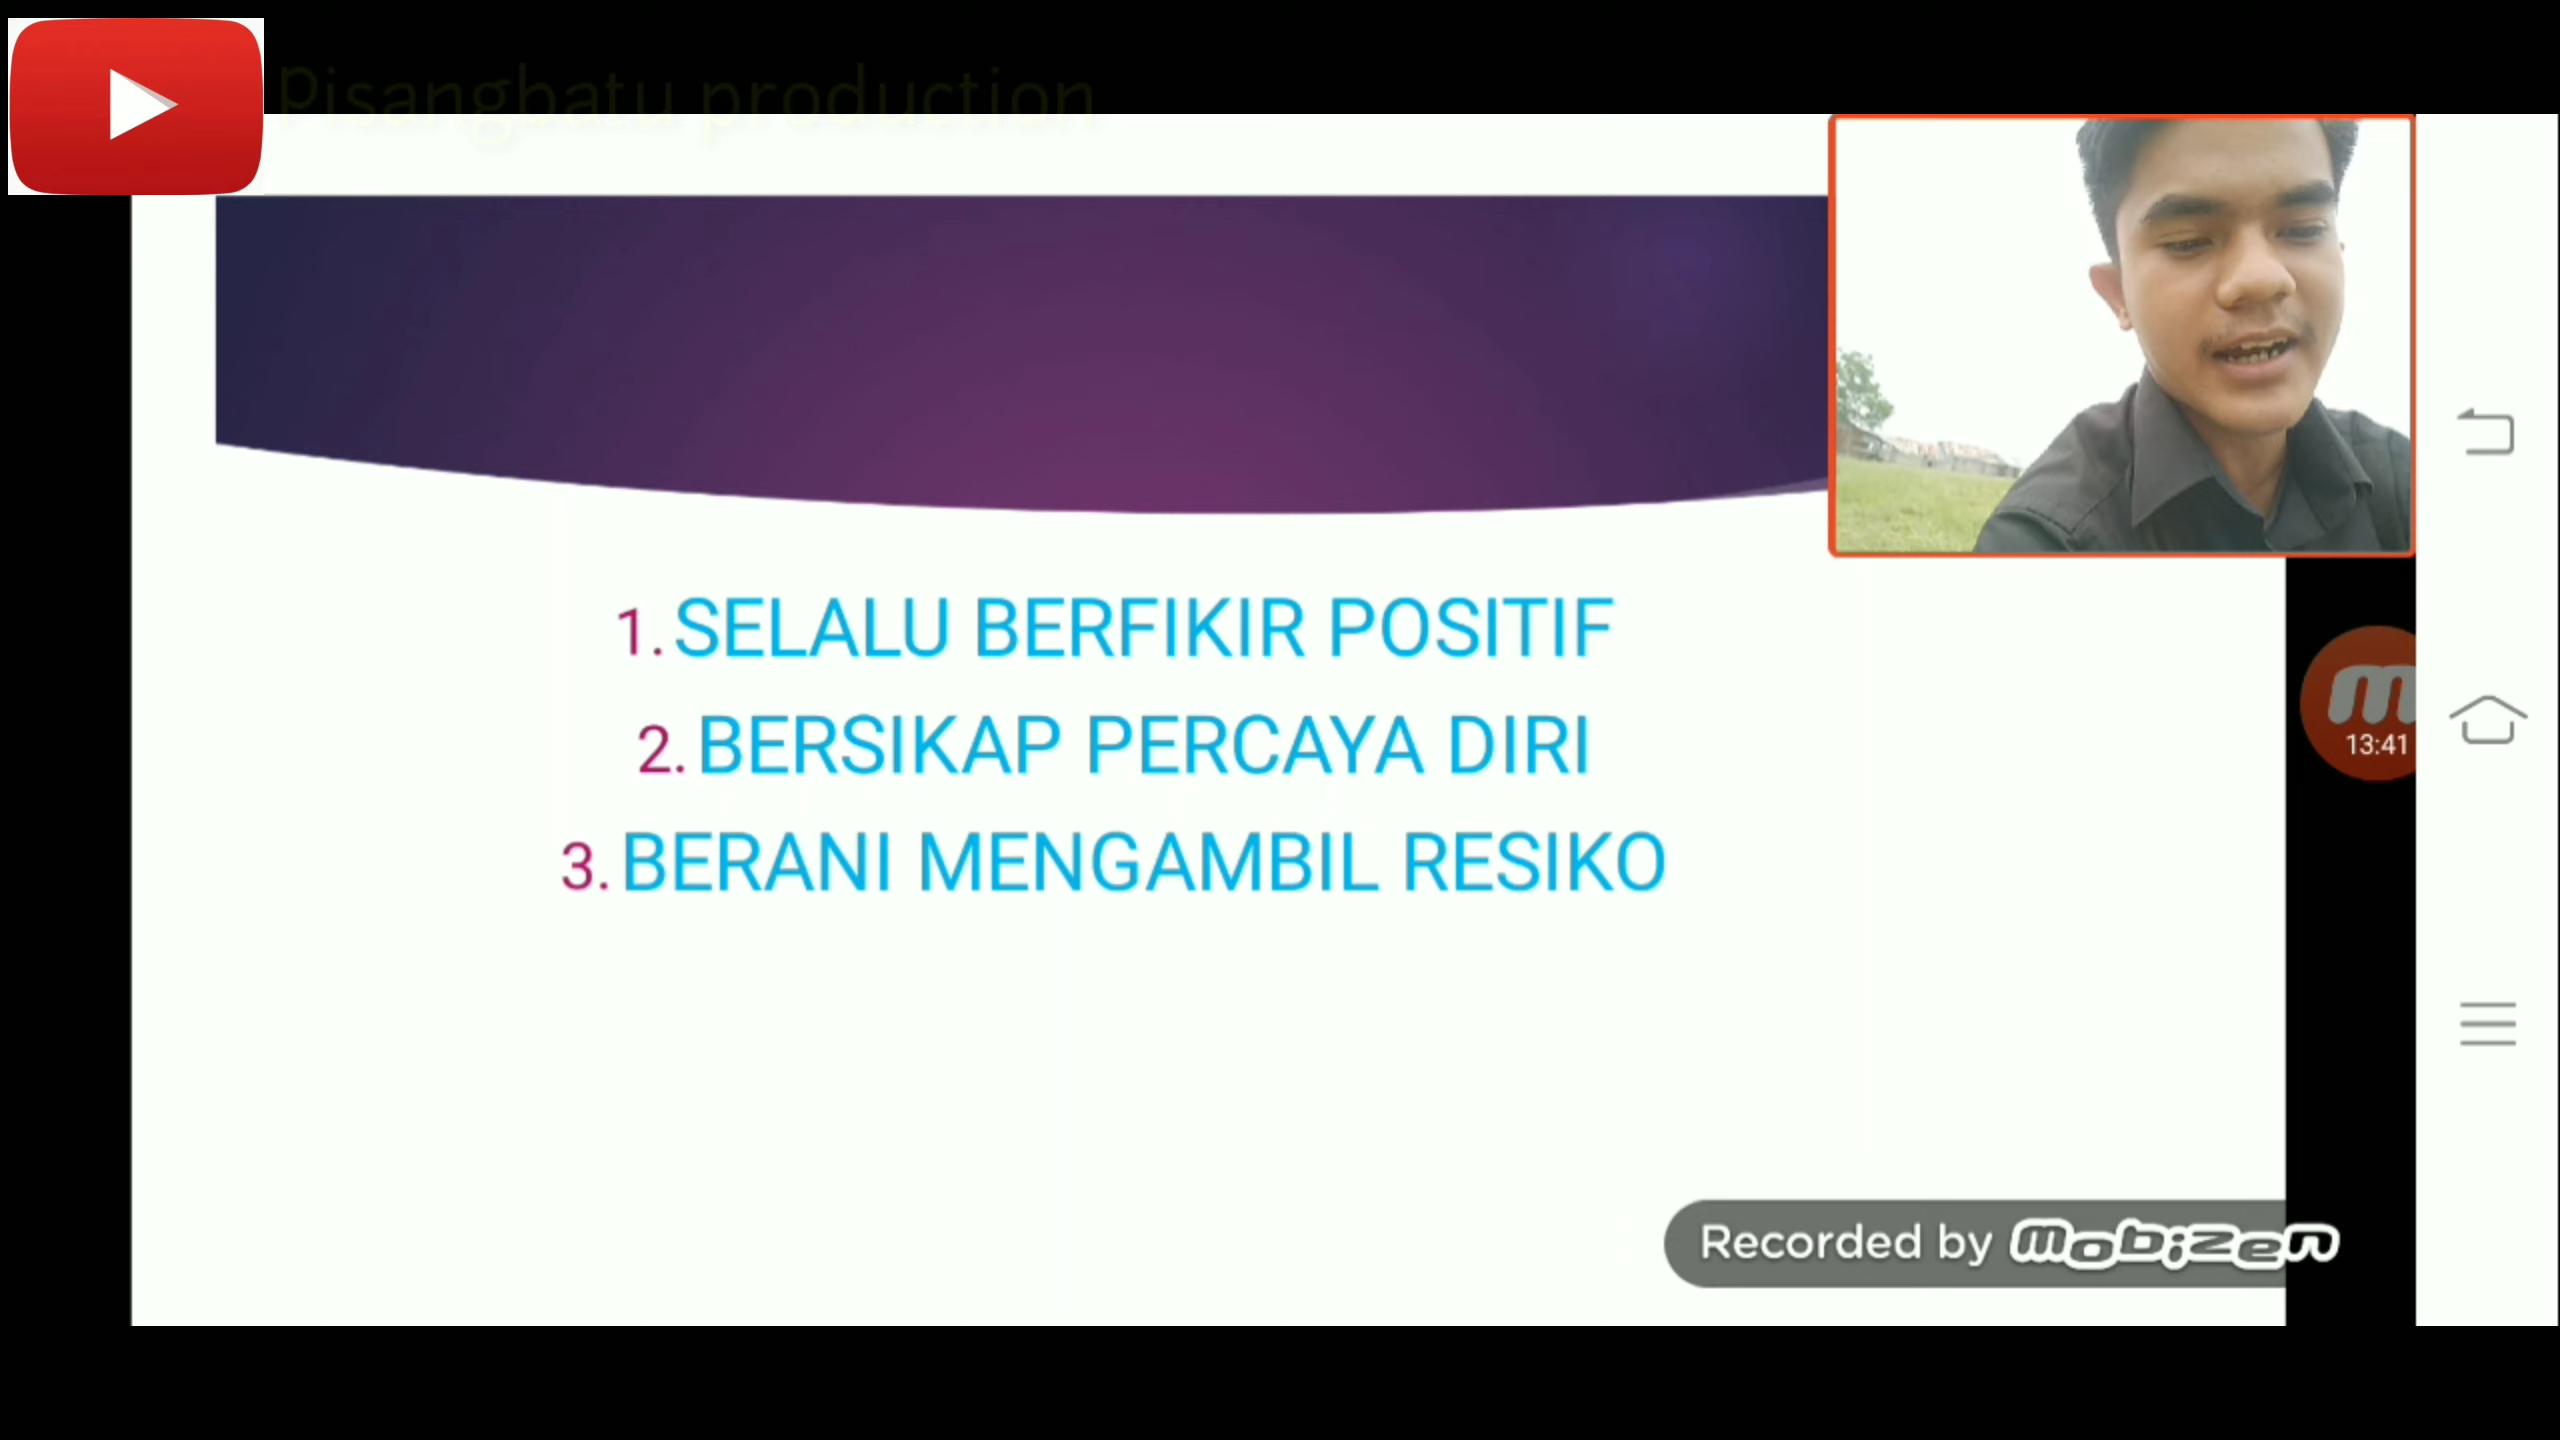 Pisangbatu production
1. SELALU BERFIKIR POSITIF
2. BERSIKAP PERCAYA DIRI
3. BERANI MENGAMBIL RESIKO
m
13:41
Recorded by mobizen